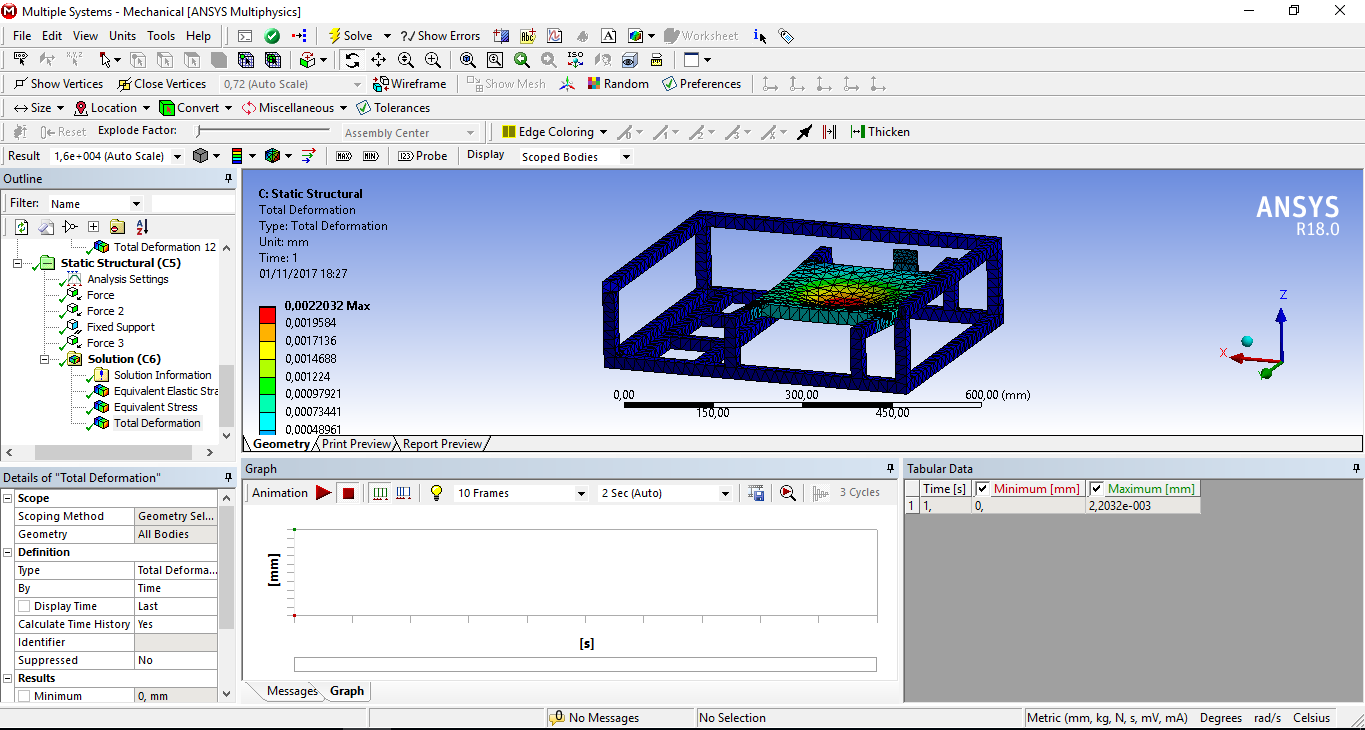 Multiple Systems - Mechanical [ANSYS Multiphysics]
File Edit View Units Tools Help Solve ?/ Show Errors Worksheet
Show Vertices Close Vertices 0,72 (Auto Scale) Wireframe Show Mesh Random Preferences
Size Location Convert Miscellaneous Tolerances
Reset Explode Factor: Assembly Center Edge Coloring Thicken
Result 1,6e+004 (Auto Scale) MAX MIN 123 Probe Display Scoped Bodies
Outline
Filter: Name
Total Deformation 12
Static Structural (C5)
Analysis Settings
Force
Force 2
Fixed Support
Force 3
Solution (C6)
Solution Information
Equivalent Elastic Stra
Equivalent Stress
Total Deformation
C: Static Structural
Total Deformation
Type: Total Deformation
Unit: mm
Time: 1
01/11/2017 18:27
0,0022032 Max
0,0019584
0,0017136
0,0014688
0,001224
0,00097921
0,00073441
0,00048961
ANSYS
R18.0
Z
X
0,00 300,00 600,00 (mm)
150,00 450,00
Geometry Print Preview Report Preview
Details of "Total Deformation"
Scope
Scoping Method Geometry Sel...
Geometry All Bodies
Definition
Type Total Deforma...
By Time
Display Time Last
Calculate Time History Yes
Identifier
Suppressed No
Results
Minimum 0, mm
Graph
Animation 10 Frames 2 Sec (Auto) 3 Cycles
[mm]
[s]
Messages Graph
Tabular Data
Time [s] Minimum [mm] Maximum [mm]
1 1, 0, 2,2032e-003
No Messages No Selection Metric (mm, kg, N, s, mV, mA) Degrees rad/s Celsius